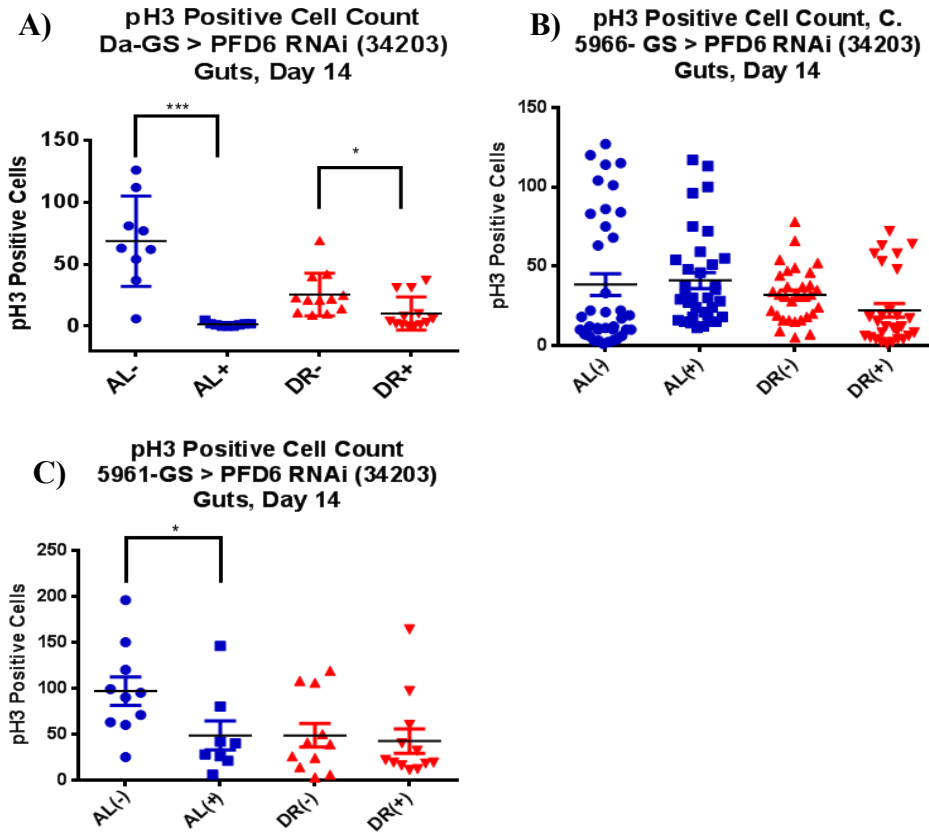 A)
pH3 Positive Cell Count
Da-GS > PFD6 RNAi (34203)
Guts, Day 14
***
*
150
100
50
0
pH3 Positive Cells
AL-
AL+
DR-
DR+
B)
pH3 Positive Cell Count, C.
5966- GS > PFD6 RNAi (34203)
Guts, Day 14
150
100
50
0
pH3 Positive Cells
AL(-)
AL(+)
DR(-)
DR(+)
C)
pH3 Positive Cell Count
5961-GS > PFD6 RNAi (34203)
Guts, Day 14
*
250
200
150
100
50
0
pH3 Positive Cells
AL(-)
AL(+)
DR(-)
DR(+)